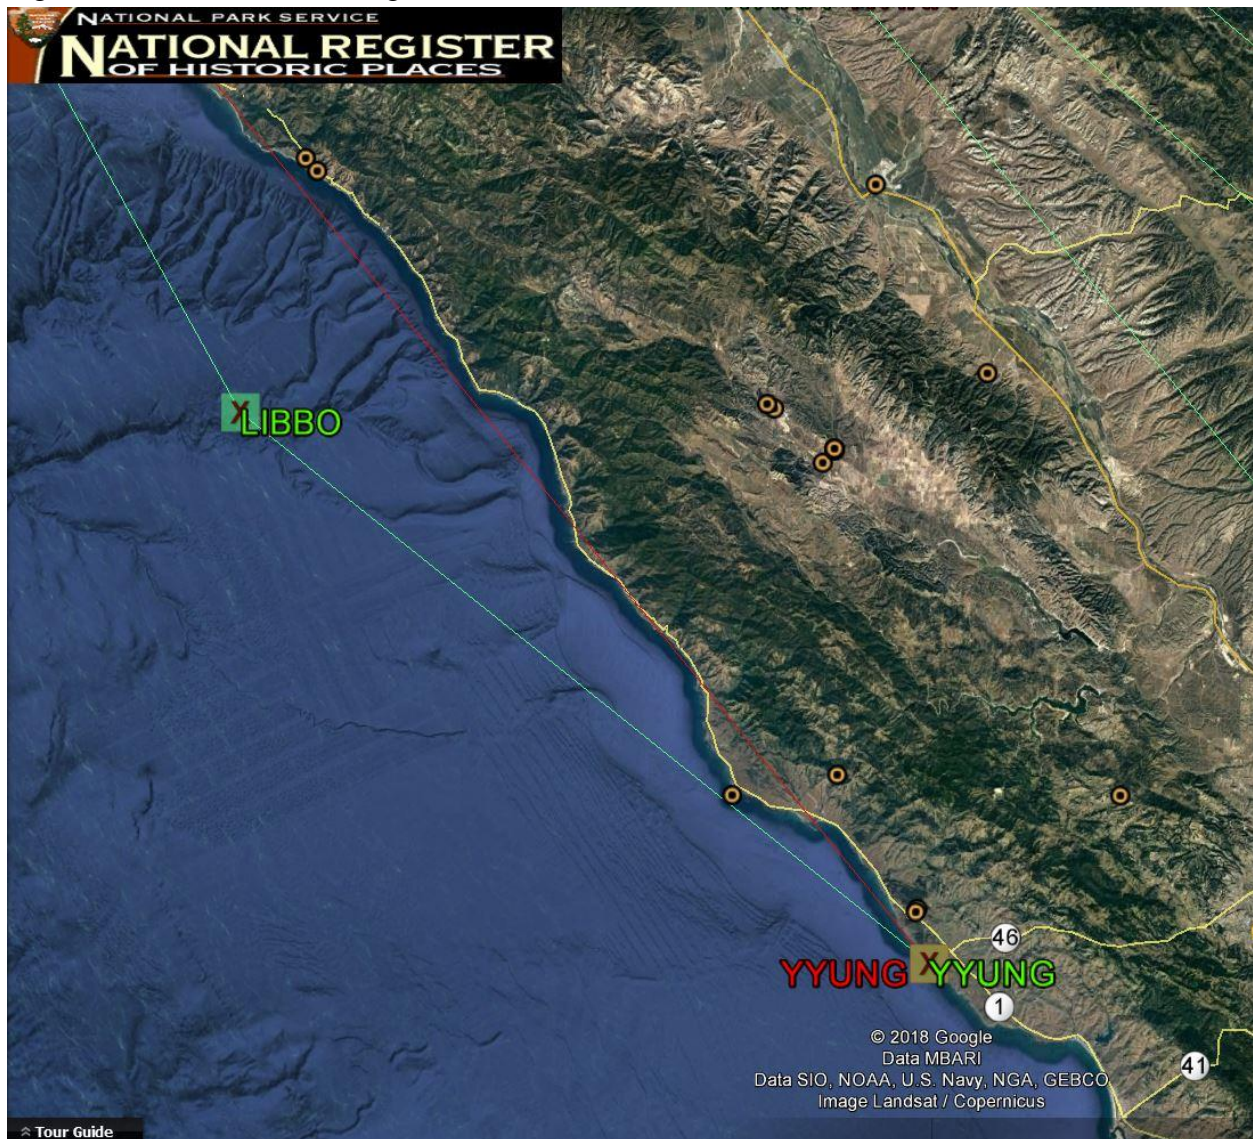 NATIONAL PARK SERVICE
NATIONAL REGISTER
OF HISTORIC PLACES
LIBBO
46
YYUNG
YYUNG
1
© 2018 Google
Data MBARI
41
Data SIO, NOAA, U.S. Navy, NGA, GEBCO
Image Landsat / Copernicus
Tour Guide